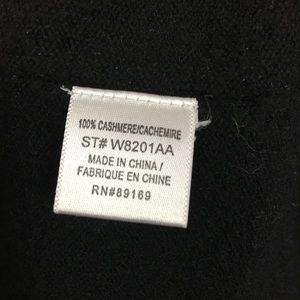 100% CASHMERE/CACHEMIRE
ST# W8201AA
MADE IN CHINA /
FABRIQUE EN CHINE
RN#89169